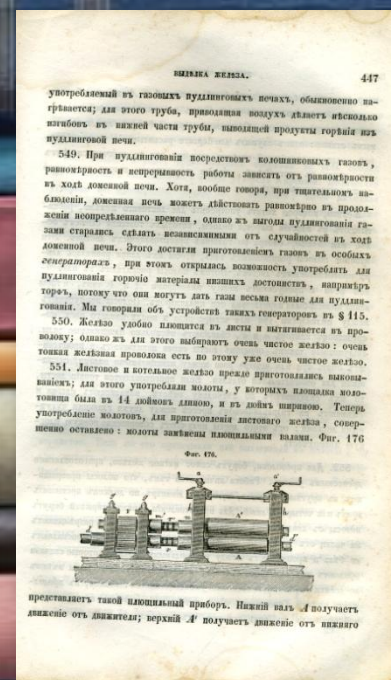 ВЫДѢЛКА ЖЕЛѢЗА. 447
употребляемый въ газовыхъ пуддлинговыхъ печахъ, обыкновенно на-
грѣвается; для этого труба, приводящая воздухъ дѣлаетъ нѣсколько
изгибовъ въ нижней части трубы, выводящей продукты горѣнія изъ
пуддлинговой печи.
549. При пуддлингованіи посредствомъ колошниковыхъ газовъ,
равномѣрность и непрерывность работы зависятъ отъ равномѣрности
въ ходѣ доменной печи. Хотя, вообще говоря, при тщательномъ на-
блюденіи, доменная печь можетъ дѣйствовать равномѣрно въ продол-
женіи неопредѣленнаго времени, однако жъ выгоды пуддлингованія га-
зами старались сдѣлать независимыми отъ случайностей въ ходѣ
доменной печи. Этого достигли приготовленіемъ газовъ въ особыхъ
генераторахъ, при этомъ открылась возможность употреблять для
пуддлингованія горючіе матеріалы низшихъ достоинствъ, напримѣръ
торфъ, потому что они могутъ дать газы весьма годные для пуддлин-
гованія. Мы говорили объ устройствѣ такихъ генераторовъ въ § 115.
550. Желѣзо удобно плющится въ листы и вытягивается въ про-
волоку; однако жъ для этого выбираютъ очень чистое желѣзо: очень
тонкая желѣзная проволока есть по этому уже очень чистое желѣзо.
551. Листовое и котельное желѣзо прежде приготовлялись выковы-
ваніемъ; для этого употребляли молоты, у которыхъ площадка моло-
товища была въ 14 дюймовъ длиною, и въ дюймъ шириною. Теперь
употребленіе молотовъ, для приготовленія листоваго желѣза, совер-
шенно оставлено: молоты замѣнены плющильными валами. Фиг. 176
Фиг. 176.
представляетъ такой плющильный приборъ. Нижній валъ A получаетъ
движеніе отъ движителя; верхній A' получаетъ движеніе отъ нижняго